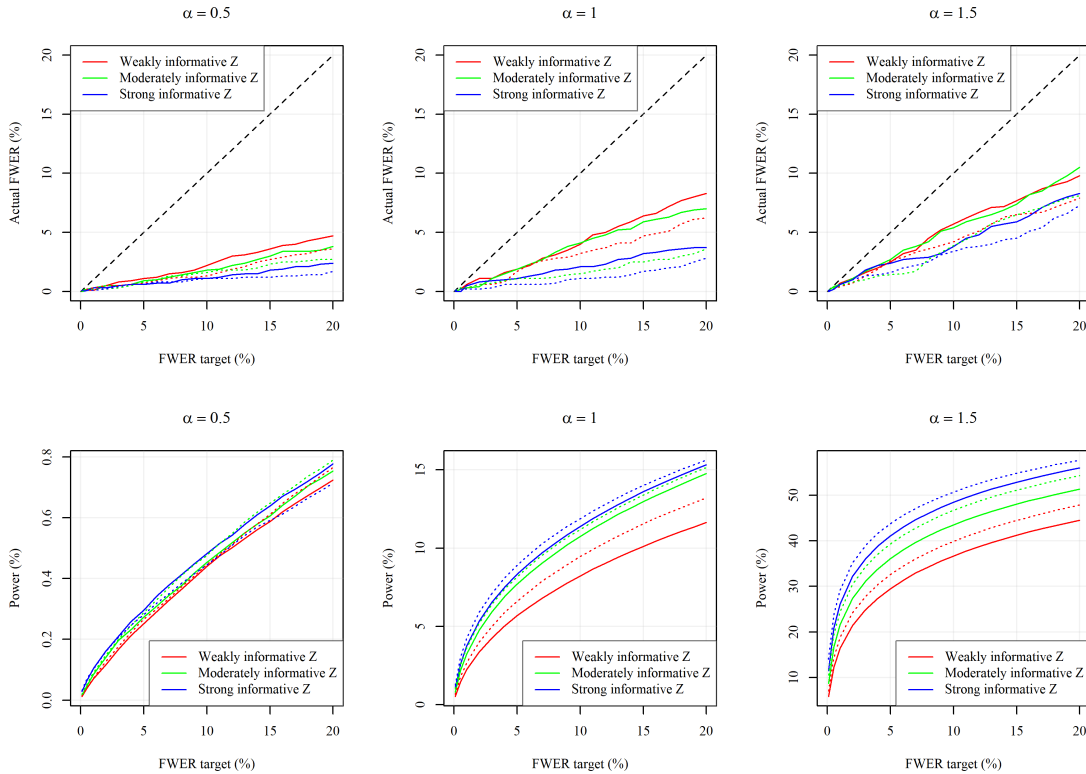 α = 0.5
20
15
10
5
0
Actual FWER (%)
Weakly informative Z
Moderately informative Z
Strong informative Z
0 5 10 15 20
FWER target (%)
α = 1
20
15
10
5
0
Actual FWER (%)
Weakly informative Z
Moderately informative Z
Strong informative Z
0 5 10 15 20
FWER target (%)
α = 1.5
20
15
10
5
0
Actual FWER (%)
Weakly informative Z
Moderately informative Z
Strong informative Z
0 5 10 15 20
FWER target (%)
α = 0.5
0.8
0.6
0.4
0.2
0.0
Power (%)
Weakly informative Z
Moderately informative Z
Strong informative Z
0 5 10 15 20
FWER target (%)
α = 1
15
10
5
0
Power (%)
Weakly informative Z
Moderately informative Z
Strong informative Z
0 5 10 15 20
FWER target (%)
α = 1.5
50
40
30
20
10
Power (%)
Weakly informative Z
Moderately informative Z
Strong informative Z
0 5 10 15 20
FWER target (%)